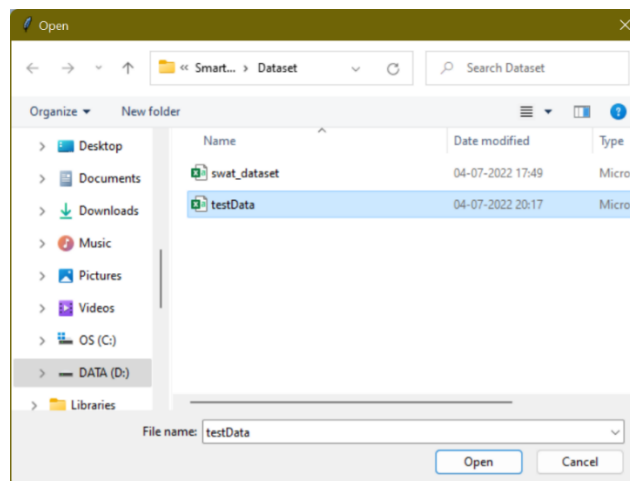 Open
« Smart... > Dataset
Search Dataset
Organize
New folder
Name
Date modified
Type
swat_dataset
04-07-2022 17:49
Micro
testData
04-07-2022 20:17
Micro
Desktop
Documents
Downloads
Music
Pictures
Videos
OS (C:)
DATA (D:)
Libraries
File name: testData
Open
Cancel